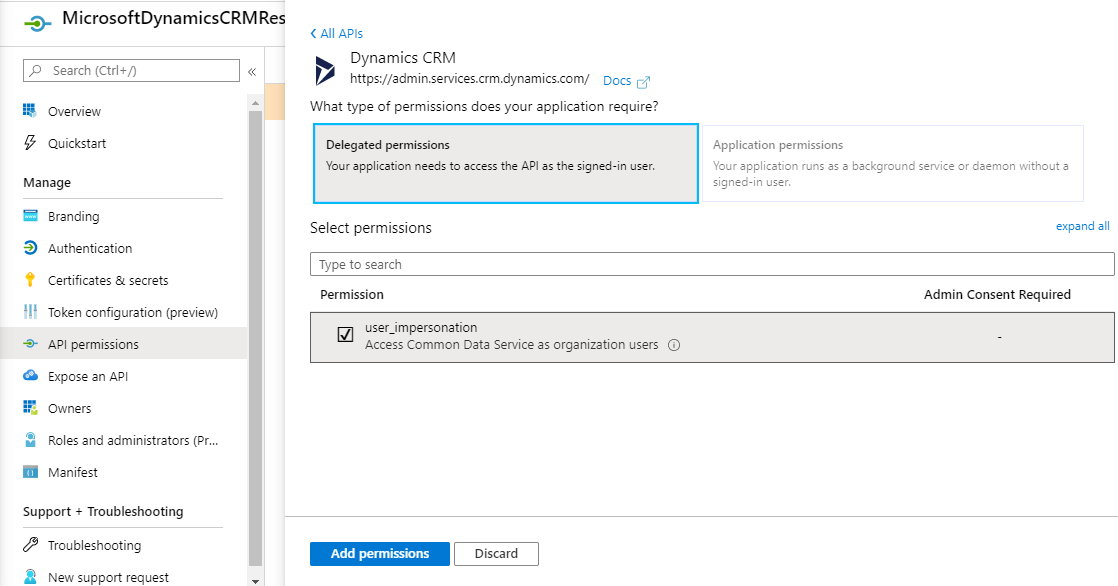 MicrosoftDynamicsCRMRes
Search (Ctrl+/)
«
Overview
Quickstart
Manage
Branding
Authentication
Certificates & secrets
Token configuration (preview)
API permissions
Expose an API
Owners
Roles and administrators (Pr...
Manifest
Support + Troubleshooting
Troubleshooting
New support request
All APIs
Dynamics CRM
https://admin.services.crm.dynamics.com/ Docs
What type of permissions does your application require?
Delegated permissions
Your application needs to access the API as the signed-in user.
Application permissions
Your application runs as a background service or daemon without a
signed-in user.
Select permissions
expand all
Type to search
Permission Admin Consent Required
user_impersonation
Access Common Data Service as organization users
-
Add permissions
Discard